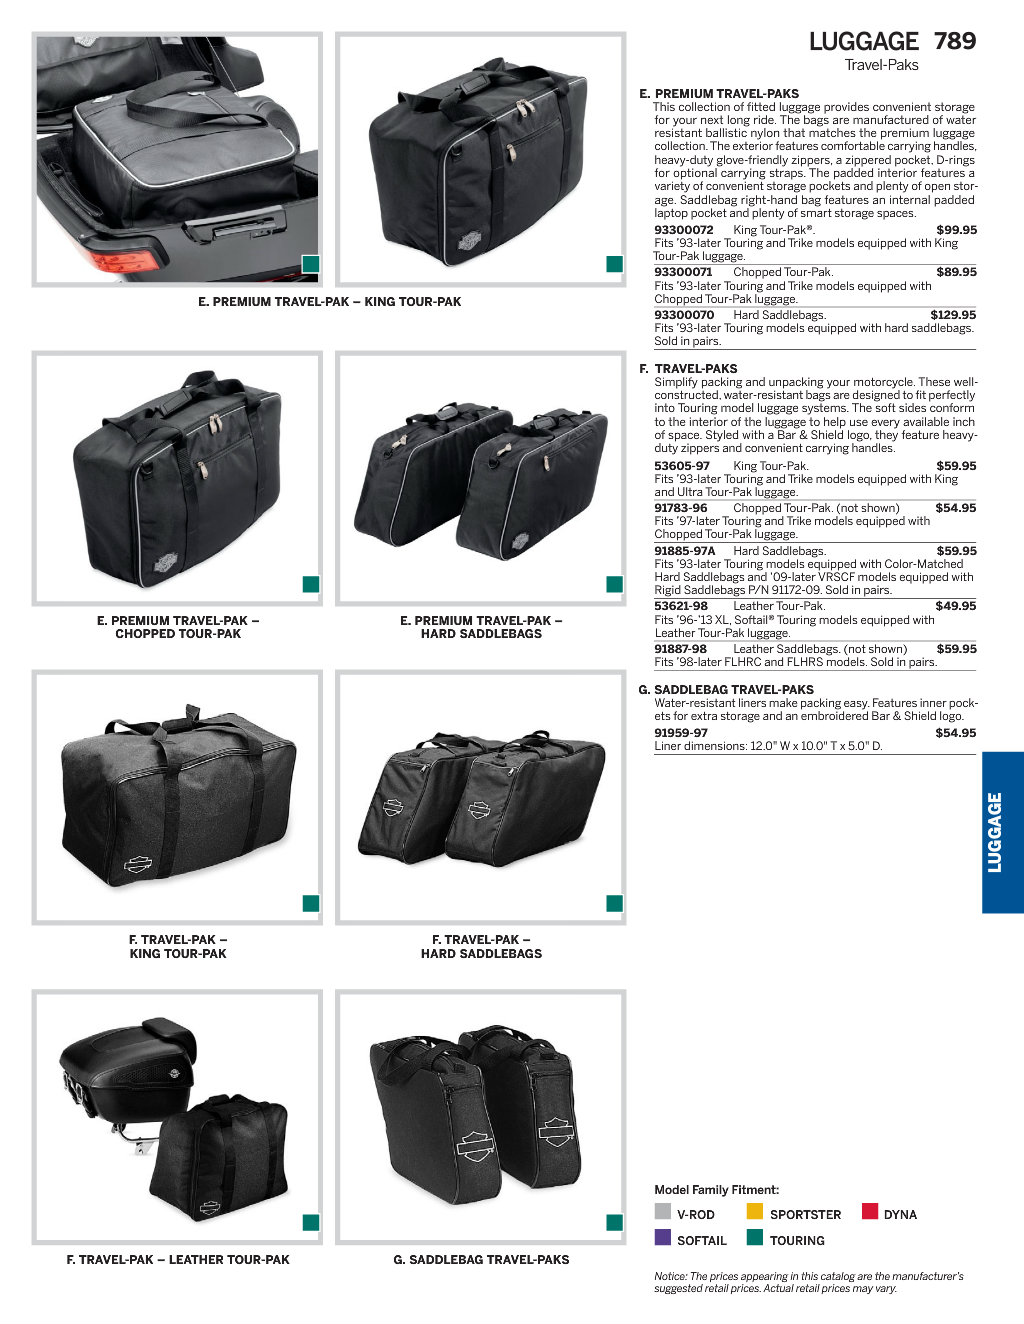 LUGGAGE 789
Travel-Paks
E. PREMIUM TRAVEL-PAK – KING TOUR-PAK
E. PREMIUM TRAVEL-PAK –
CHOPPED TOUR-PAK
E. PREMIUM TRAVEL-PAK –
HARD SADDLEBAGS
F. TRAVEL-PAK –
KING TOUR-PAK
F. TRAVEL-PAK –
HARD SADDLEBAGS
F. TRAVEL-PAK – LEATHER TOUR-PAK
G. SADDLEBAG TRAVEL-PAKS
E. PREMIUM TRAVEL-PAKS
This collection of fitted luggage provides convenient storage
for your next long ride. The bags are manufactured of water
resistant ballistic nylon that matches the premium luggage
collection. The exterior features comfortable carrying handles,
heavy-duty glove-friendly zippers, a zippered pocket, D-rings
for optional carrying straps. The padded interior features a
variety of convenient storage pockets and plenty of open stor-
age. Saddlebag right-hand bag features an internal padded
laptop pocket and plenty of smart storage spaces.
93300072 King Tour-Pak®. $99.95
Fits ’93-later Touring and Trike models equipped with King
Tour-Pak luggage.
93300071 Chopped Tour-Pak. $89.95
Fits ’93-later Touring and Trike models equipped with
Chopped Tour-Pak luggage.
93300070 Hard Saddlebags. $129.95
Fits ’93-later Touring models equipped with hard saddlebags.
Sold in pairs.
F. TRAVEL-PAKS
Simplify packing and unpacking your motorcycle. These well-
constructed, water-resistant bags are designed to fit perfectly
into Touring model luggage systems. The soft sides conform
to the interior of the luggage to help use every available inch
of space. Styled with a Bar & Shield logo, they feature heavy-
duty zippers and convenient carrying handles.
53605-97 King Tour-Pak. $59.95
Fits ’93-later Touring and Trike models equipped with King
and Ultra Tour-Pak luggage.
91783-96 Chopped Tour-Pak. (not shown) $54.95
Fits ’97-later Touring and Trike models equipped with
Chopped Tour-Pak luggage.
91885-97A Hard Saddlebags. $59.95
Fits ’93-later Touring models equipped with Color-Matched
Hard Saddlebags and ’09-later VRSCF models equipped with
Rigid Saddlebags P/N 91172-09. Sold in pairs.
53621-98 Leather Tour-Pak. $49.95
Fits ’96-’13 XL, Softail® Touring models equipped with
Leather Tour-Pak luggage.
91887-98 Leather Saddlebags. (not shown) $59.95
Fits ’98-later FLHRC and FLHRS models. Sold in pairs.
G. SADDLEBAG TRAVEL-PAKS
Water-resistant liners make packing easy. Features inner pock-
ets for extra storage and an embroidered Bar & Shield logo.
91959-97 $54.95
Liner dimensions: 12.0" W x 10.0" T x 5.0" D.
LUGGAGE
Model Family Fitment:
V-ROD SPORTSTER DYNA
SOFTAIL TOURING
Notice: The prices appearing in this catalog are the manufacturer’s
suggested retail prices. Actual retail prices may vary.